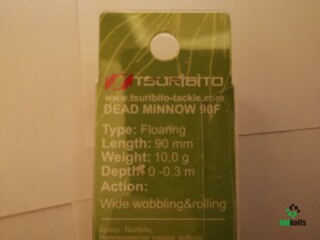 TSURIBITO
www.tsuribito-tackle.com
DEAD MINNOW 90F
Type: Floaring
Length: 90 mm
Weight: 10.0 g
Depth: 0 -0.3 m
Action:
Wide wobbling&rolling